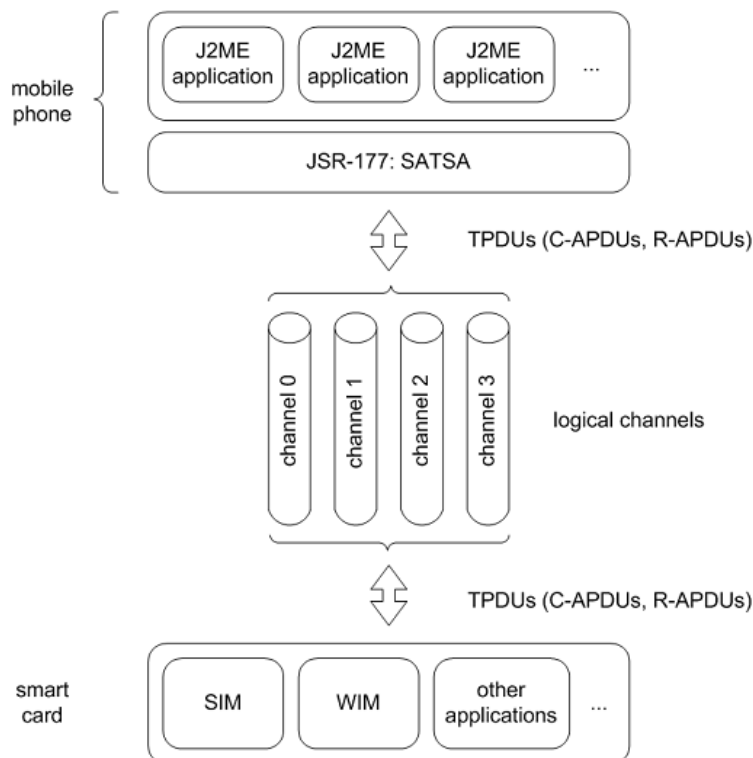 J2ME
application
J2ME
application
J2ME
application
...
mobile
phone
JSR-177: SATSA
TPDUs (C-APDUs, R-APDUs)
channel 0
channel 1
channel 2
channel 3
logical channels
TPDUs (C-APDUs, R-APDUs)
smart
card
SIM
WIM
other
applications
...